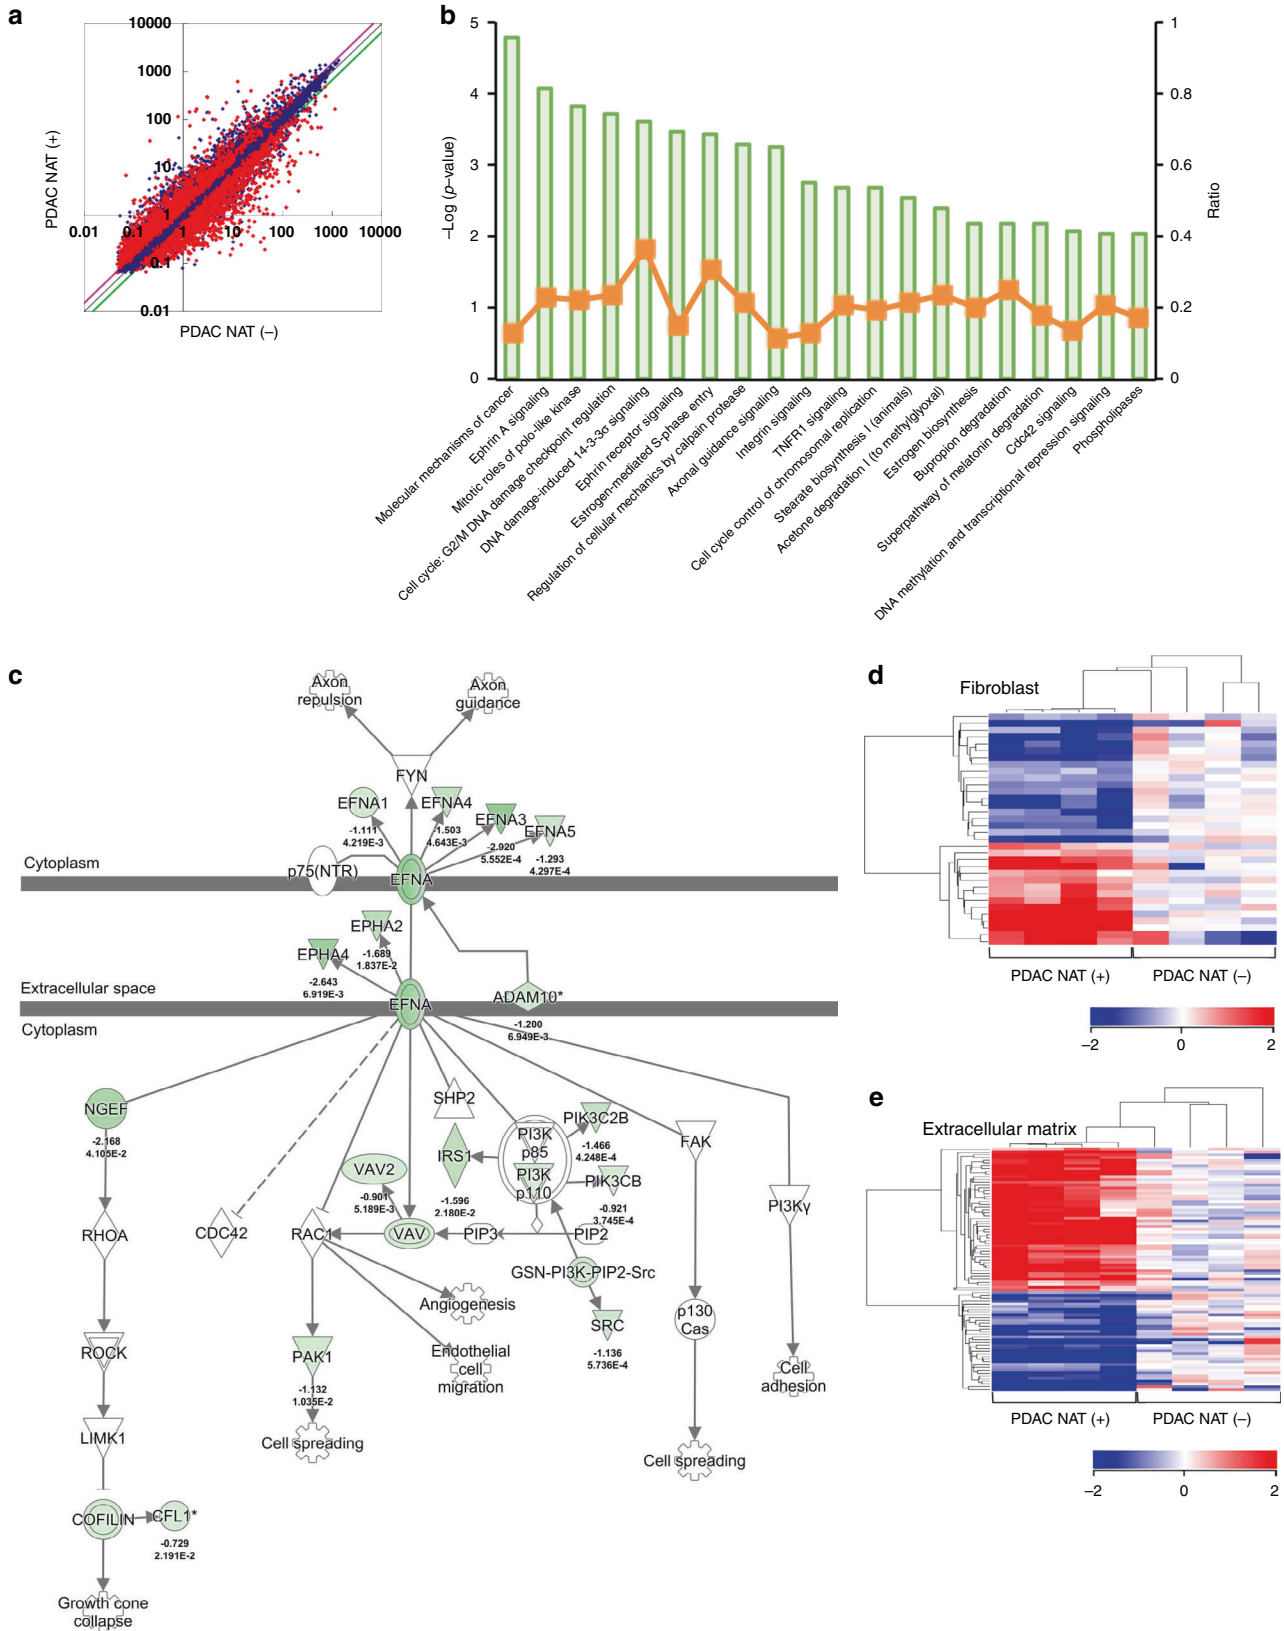 a
10000
1000
100
10
1
0.01
0.1
1
10
100
1000
10000
0.1
0.01
PDAC NAT (+)
PDAC NAT (–)
b
5
4
3
2
1
0
–Log (p–value)
1
0.8
0.6
0.4
0.2
0
Ratio
Molecular mechanisms of cancer
Ephrin A signaling
Mitotic roles of polo-like kinase
Cell cycle: G2/M DNA damage checkpoint regulation
DNA damage-induced 14-3-3σ signaling
Ephrin receptor signaling
Estrogen-mediated S-phase entry
Regulation of cellular mechanics by calpain protease
Axonal guidance signaling
Integrin signaling
TNFR1 signaling
Cell cycle control of chromosomal replication
Stearate biosynthesis I (animals)
Acetone degradation I (to methylglyoxal)
Estrogen biosynthesis
Bupropion degradation
Superpathway of melatonin degradation
Cdc42 signaling
DNA methylation and transcriptional repression signaling
Phospholipases
c
Axon
repulsion
Axon
guidance
FYN
EFNA1
-1.111
4.219E-3
EFNA4
-1.503
4.643E-3
EFNA3
-2.920
5.552E-4
EFNA5
-1.293
4.297E-4
Cytoplasm
p75(NTR)
EFNA
EPHA2
-1.689
1.837E-2
EPHA4
-2.643
6.919E-3
Extracellular space
EFNA
ADAM10*
-1.200
6.949E-3
Cytoplasm
NGEF
-2.168
4.105E-2
SHP2
PI3K
p85
PI3K
p110
PIK3C2B
-1.466
4.248E-4
FAK
IRS1
-1.596
2.180E-2
VAV2
-0.901
5.189E-3
PIK3CB
-0.921
3.745E-4
PI3Kγ
RHOA
CDC42
RAC1
VAV
PIP3
PIP2
GSN-PI3K-PIP2-Src
Angiogenesis
SRC
-1.136
5.736E-4
p130
Cas
ROCK
PAK1
-1.132
1.035E-2
Endothelial
cell
migration
Cell
adhesion
LIMK1
Cell spreading
Cell spreading
COFILIN
CFL1*
-0.729
2.191E-2
Growth cone
collapse
d
Fibroblast
PDAC NAT (+)
PDAC NAT (–)
–2
0
2
e
Extracellular matrix
PDAC NAT (+)
PDAC NAT (–)
–2
0
2